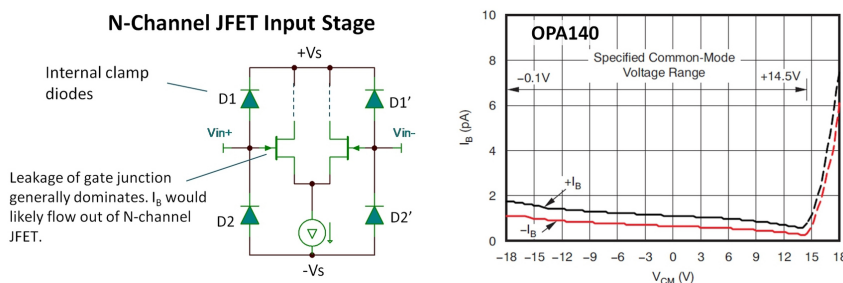 N-Channel JFET Input Stage
+Vs
Internal clamp
diodes
D1
D1’
Vin+
Vin-
Leakage of gate junction
generally dominates. IB would
likely flow out of N-channel
JFET.
D2
D2’
-Vs
OPA140
Specified Common-Mode
Voltage Range
−0.1V
+14.5V
IB (pA)
10
8
6
4
2
0
+IB
−IB
−18 −15 −12 −9 −6 −3 0 3 6 9 12 15 18
VCM (V)